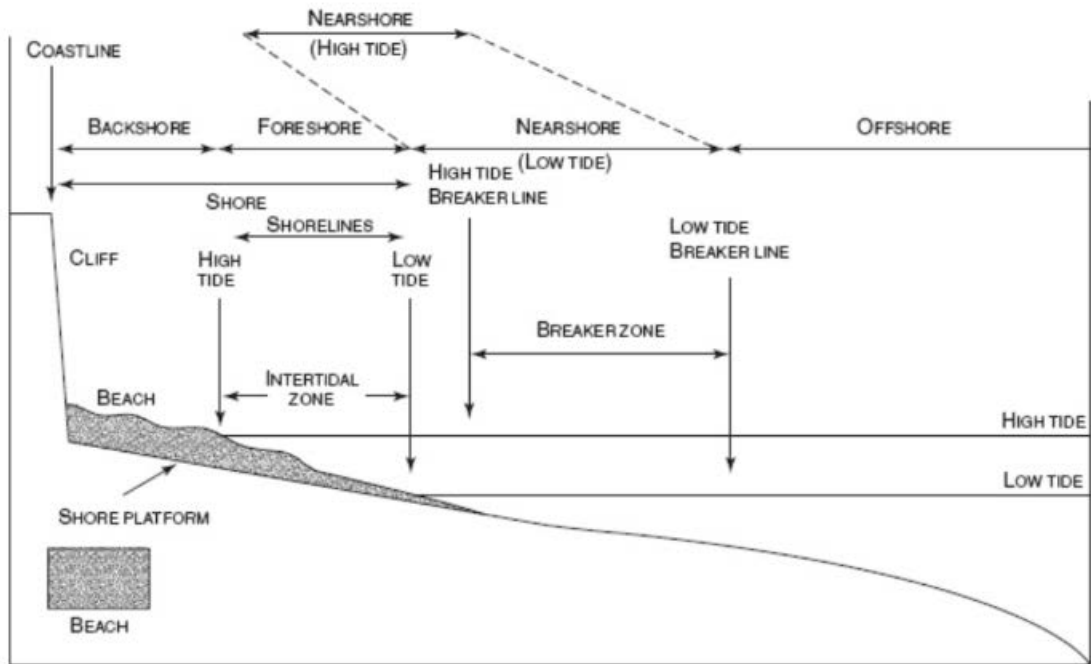 NEARSHORE
(HIGH TIDE)
COASTLINE
BACKSHORE
FORESHORE
NEARSHORE
(LOW TIDE)
OFFSHORE
SHORE
HIGH TIDE
BREAKER LINE
SHORELINES
LOW TIDE
BREAKER LINE
CLIFF
HIGH
TIDE
LOW
TIDE
BREAKER ZONE
INTERTIDAL
ZONE
BEACH
HIGH TIDE
LOW TIDE
SHORE PLATFORM
BEACH